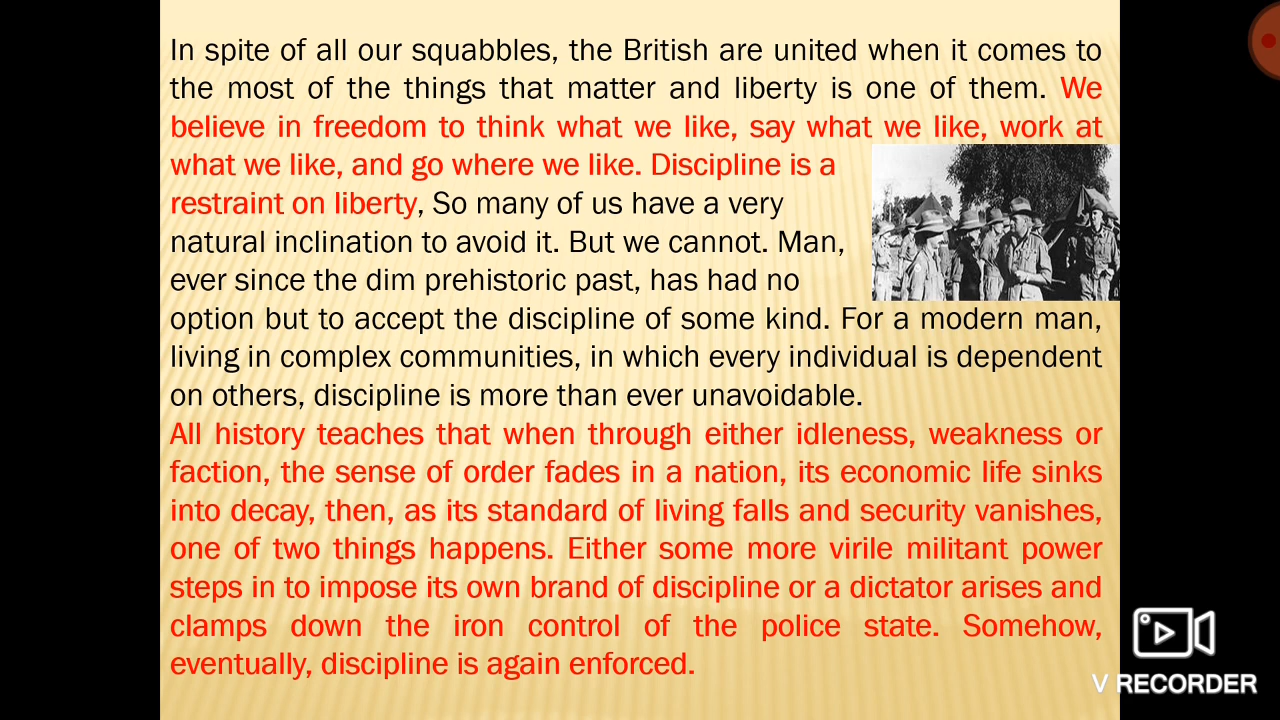 In spite of all our squabbles, the British are united when it comes to
the most of the things that matter and liberty is one of them. We
believe in freedom to think what we like, say what we like, work at
what we like, and go where we like. Discipline is a
restraint on liberty, So many of us have a very
natural inclination to avoid it. But we cannot. Man,
ever since the dim prehistoric past, has had no
option but to accept the discipline of some kind. For a modern man,
living in complex communities, in which every individual is dependent
on others, discipline is more than ever unavoidable.
All history teaches that when through either idleness, weakness or
faction, the sense of order fades in a nation, its economic life sinks
into decay, then, as its standard of living falls and security vanishes,
one of two things happens. Either some more virile militant power
steps in to impose its own brand of discipline or a dictator arises and
clamps down the iron control of the police state. Somehow,
eventually, discipline is again enforced.
V RECORDER